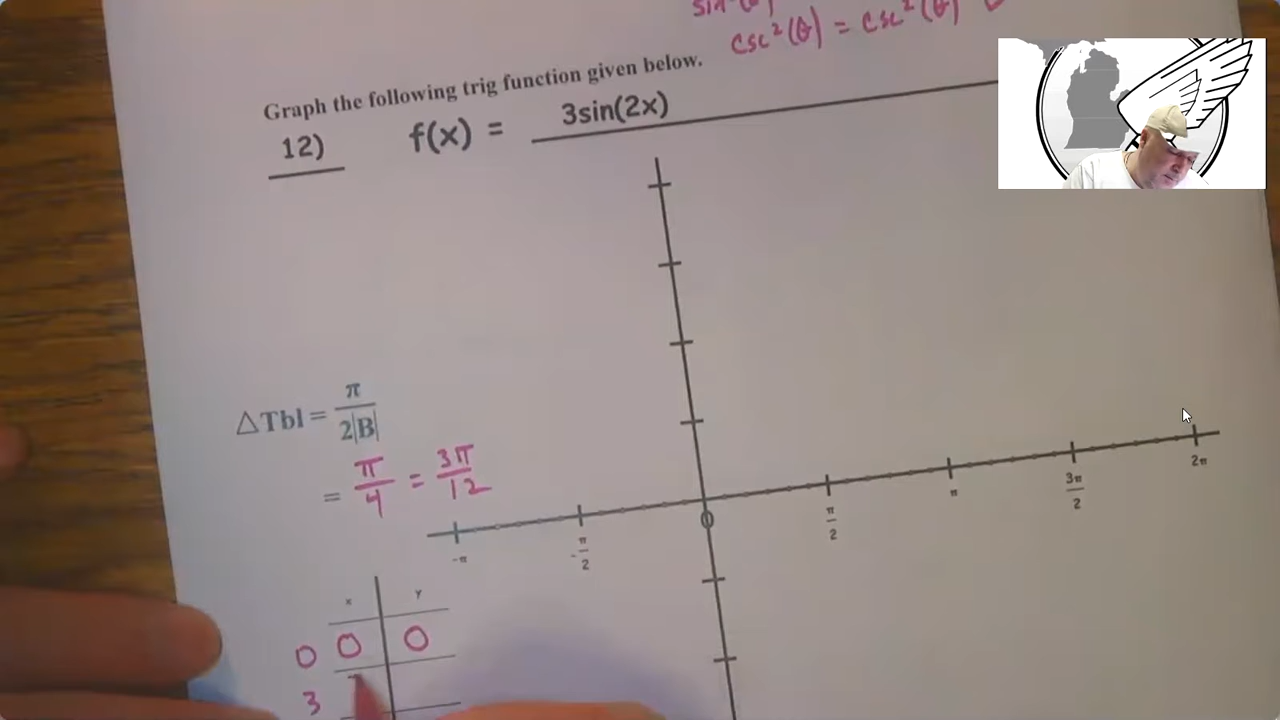 csc²(θ) = csc²(θ)
Graph the following trig function given below.
12) f(x) = 3sin(2x)
△Tbl = π/2|B|
= π/4 = 3π/12
-π -π/2 0 π/2 π 3π/2 2π
x y
0 0 0
3